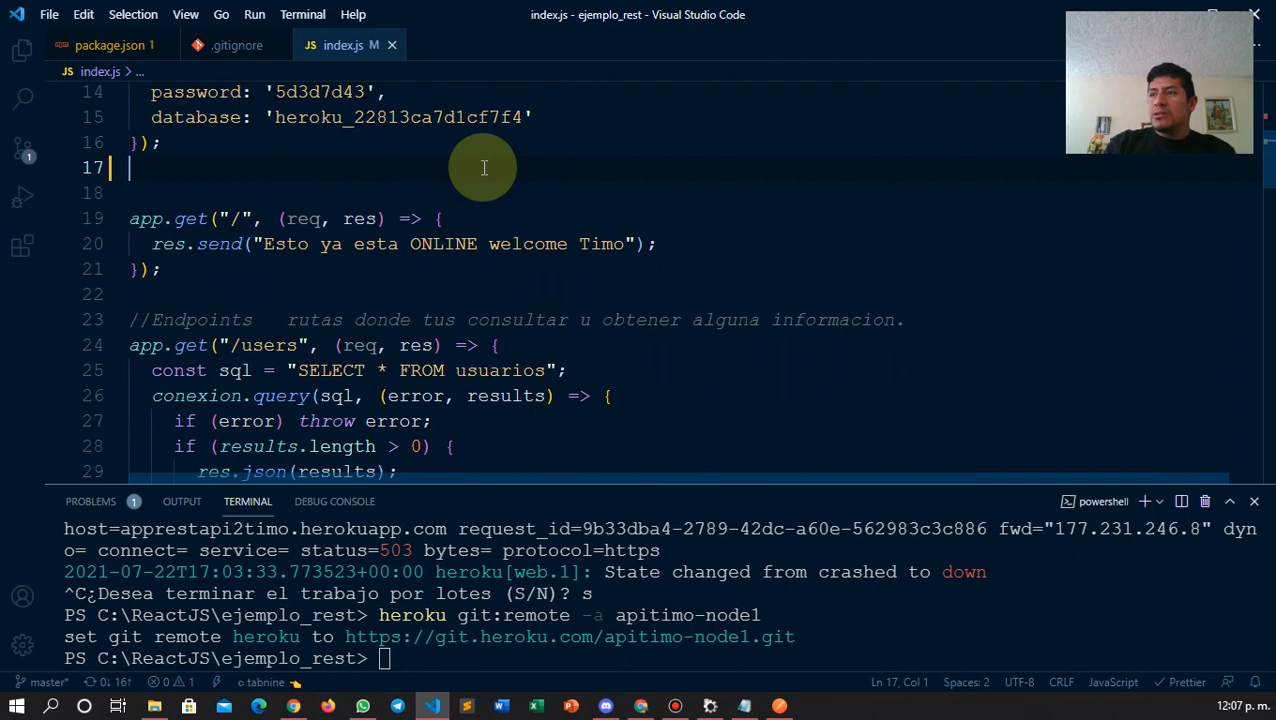 File Edit Selection View Go Run Terminal Help
index.js - ejemplo_rest - Visual Studio Code
package.json 1
.gitignore
JS index.js M
JS index.js > ...
14 password: '5d3d7d43',
15 database: 'heroku_22813ca7d1cf7f4'
16 });
17
18
19 app.get("/", (req, res) => {
20 res.send("Esto ya esta ONLINE welcome Timo");
21 });
22
23 //Endpoints rutas donde tus consultar u obtener alguna informacion.
24 app.get("/users", (req, res) => {
25 const sql = "SELECT * FROM usuarios";
26 conexion.query(sql, (error, results) => {
27 if (error) throw error;
28 if (results.length > 0) {
29 res.json(results);
1
PROBLEMS 1 OUTPUT TERMINAL DEBUG CONSOLE powershell
host=apprestapi2timo.herokuapp.com request_id=9b33dba4-2789-42dc-a60e-562983c3c886 fwd="177.231.246.8" dyn
o= connect= service= status=503 bytes= protocol=https
2021-07-22T17:03:33.773523+00:00 heroku[web.1]: State changed from crashed to down
^C¿Desea terminar el trabajo por lotes (S/N)? s
PS C:\ReactJS\ejemplo_rest> heroku git:remote -a apitimo-node1
set git remote heroku to https://git.heroku.com/apitimo-node1.git
PS C:\ReactJS\ejemplo_rest>
master* 0↓ 16↑ 0 1 tabnine Ln 17, Col 1 Spaces: 2 UTF-8 CRLF JavaScript Prettier
12:07 p. m.